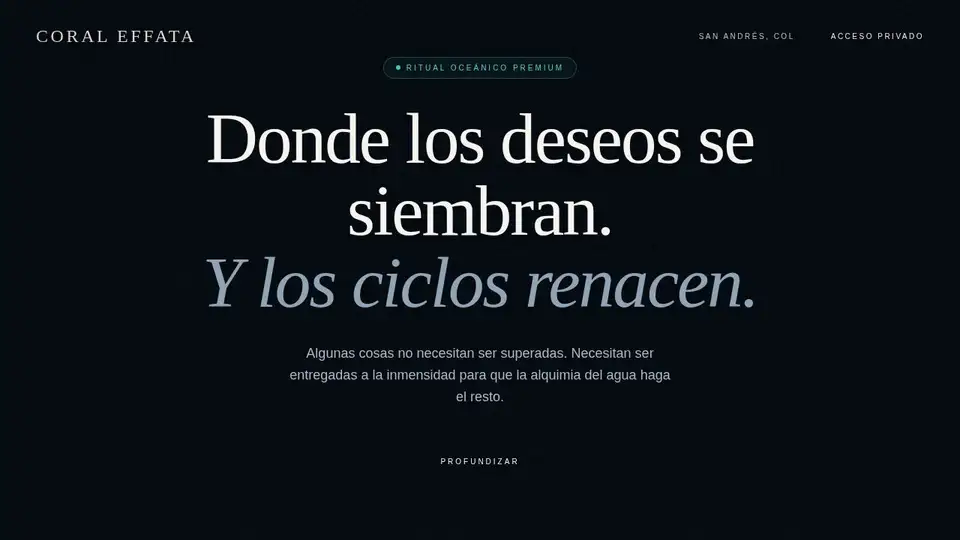 CORAL EFFATA
SAN ANDRÉS, COL
ACCESO PRIVADO
RITUAL OCEÁNICO PREMIUM
Donde los deseos se
siembran.
Y los ciclos renacen.
Algunas cosas no necesitan ser superadas. Necesitan ser
entregadas a la inmensidad para que la alquimia del agua haga
el resto.
PROFUNDIZAR